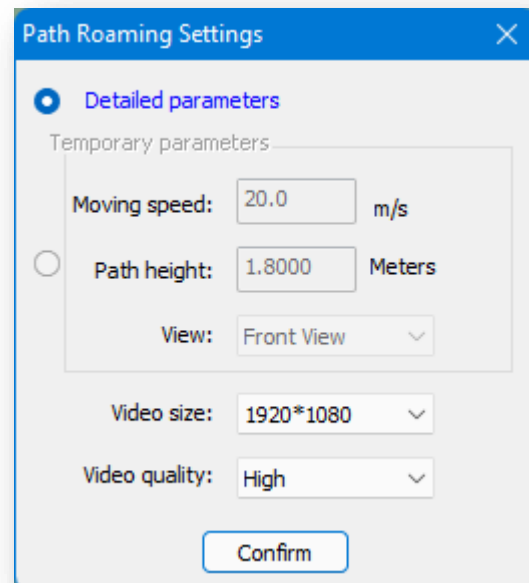 Path Roaming Settings
Detailed parameters
Temporary parameters
Moving speed: 20.0 m/s
Path height: 1.8000 Meters
View: Front View
Video size: 1920*1080
Video quality: High
Confirm